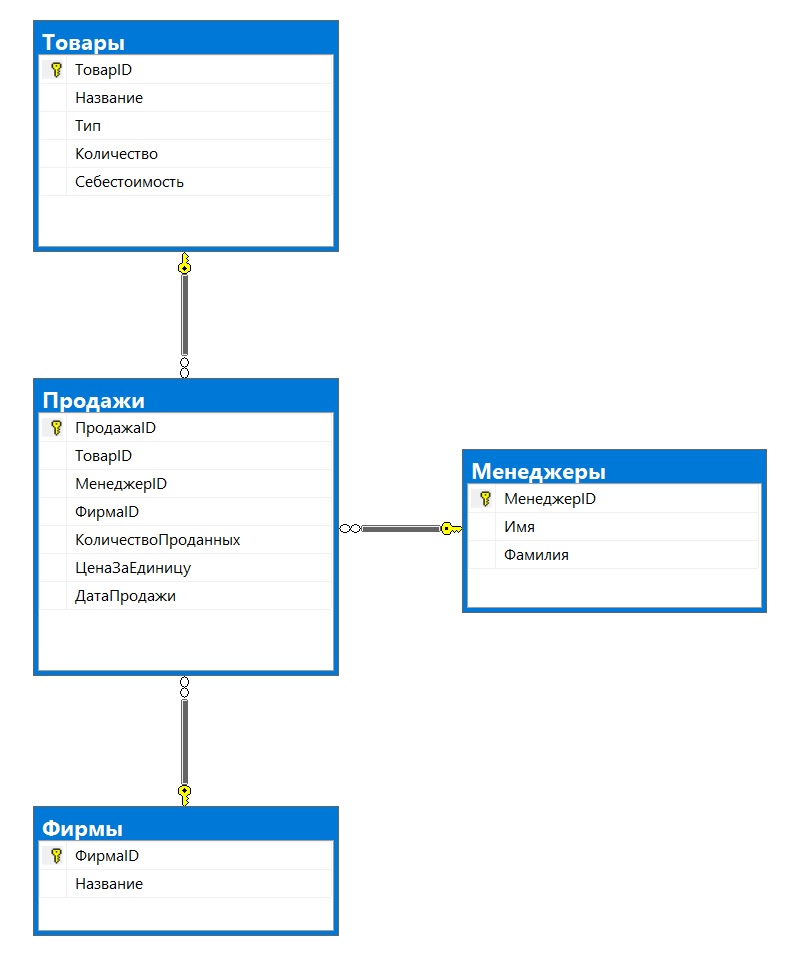 Товары
ТоварID
Название
Тип
Количество
Себестоимость
Продажи
ПродажаID
ТоварID
МенеджерID
ФирмаID
КоличествоПроданных
ЦенаЗаЕдиницу
ДатаПродажи
Менеджеры
МенеджерID
Имя
Фамилия
Фирмы
ФирмаID
Название